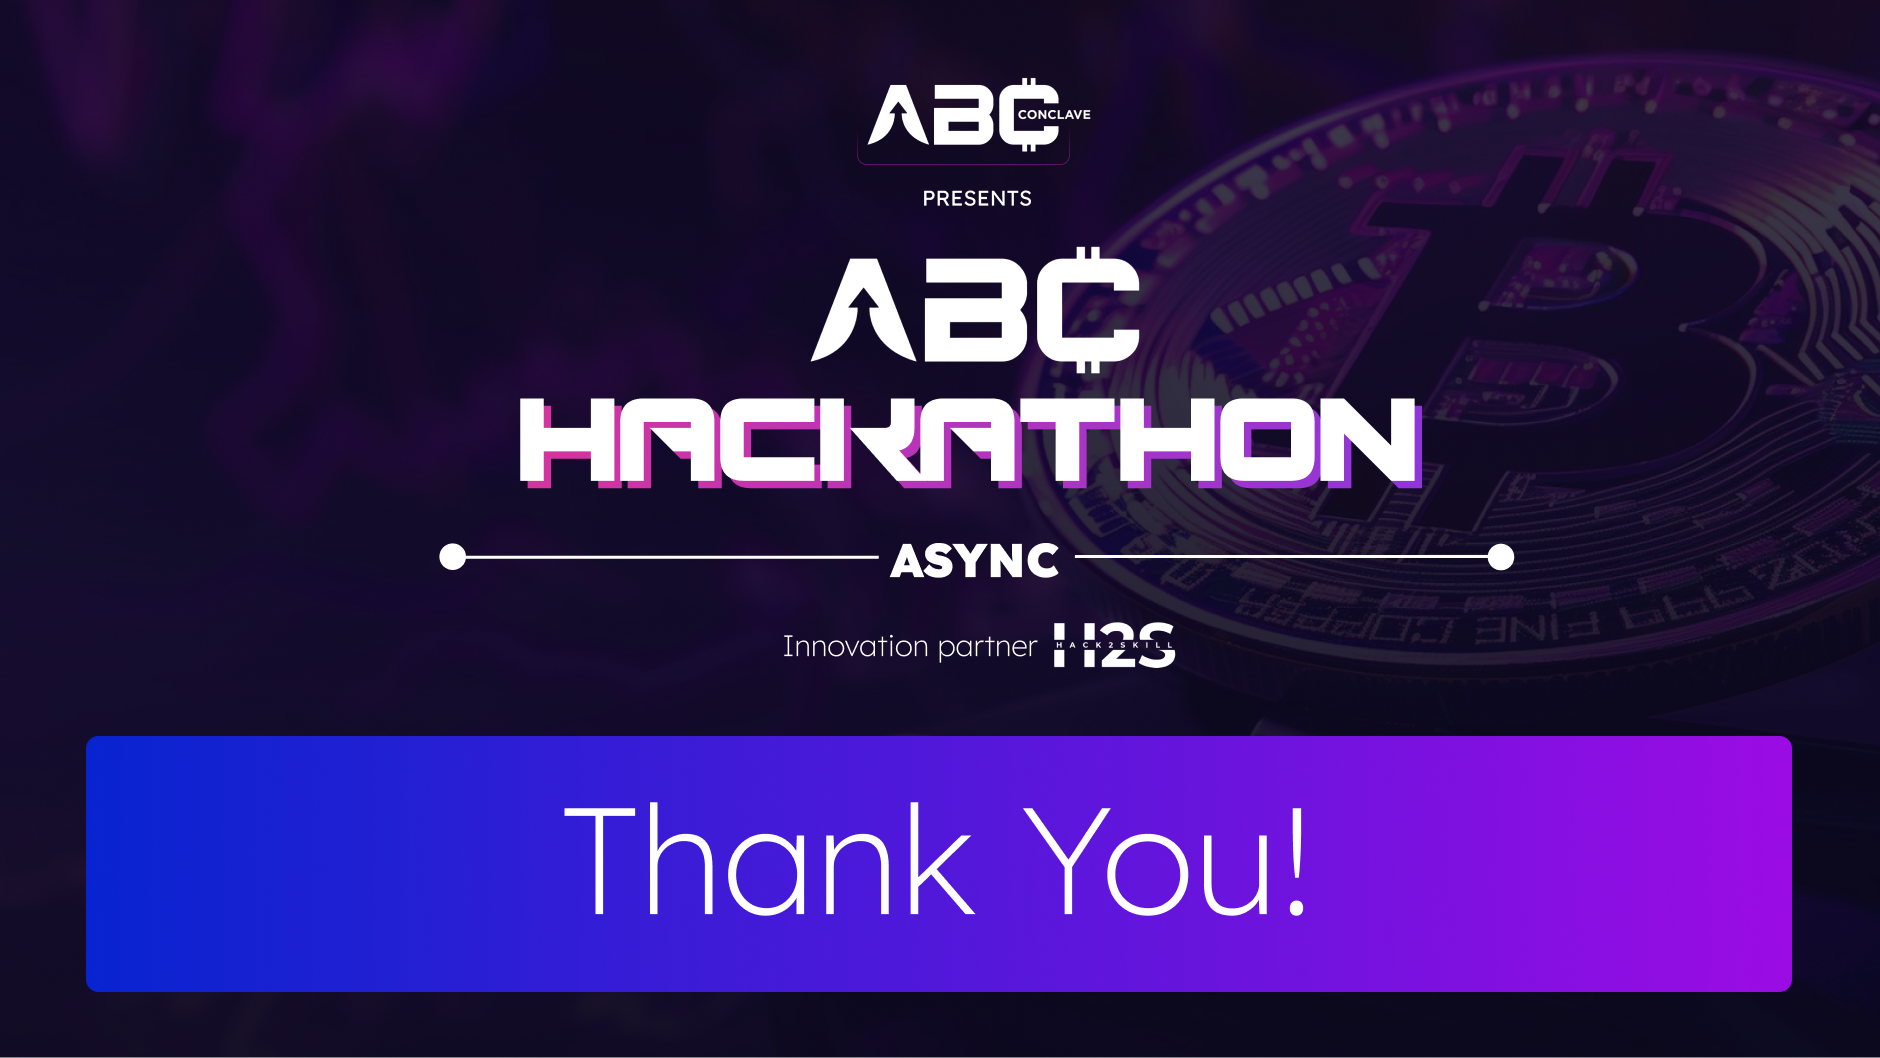 ABC
CONCLAVE
PRESENTS
ABC
HACKATHON
ASYNC
Innovation partner H2S
HACK2SKILL
Thank You!